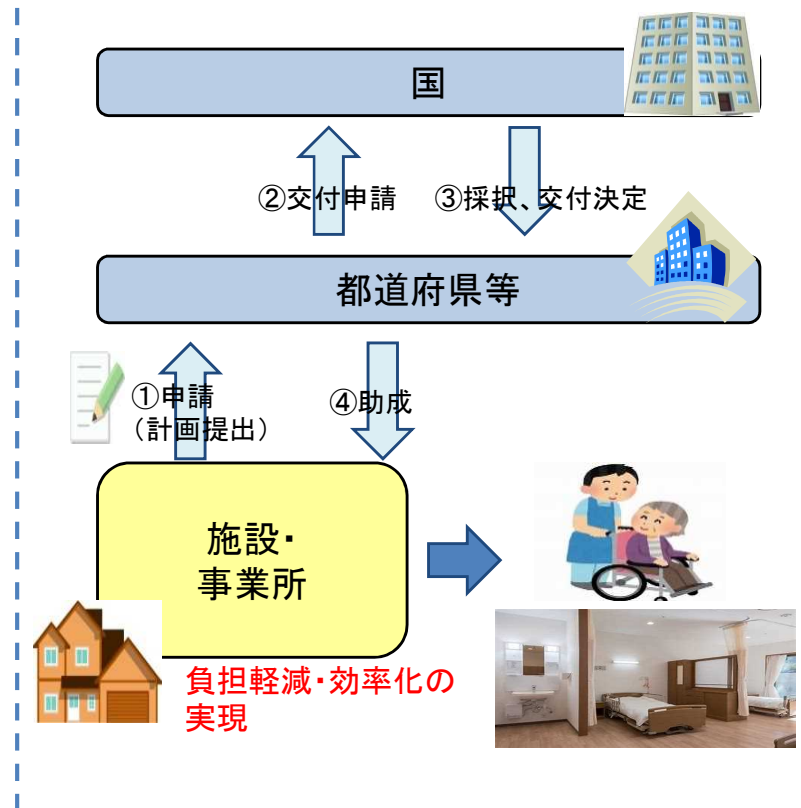 国
②交付申請
③採択、交付決定
都道府県等
①申請
（計画提出）
④助成
施設・
事業所
負担軽減・効率化の
実現